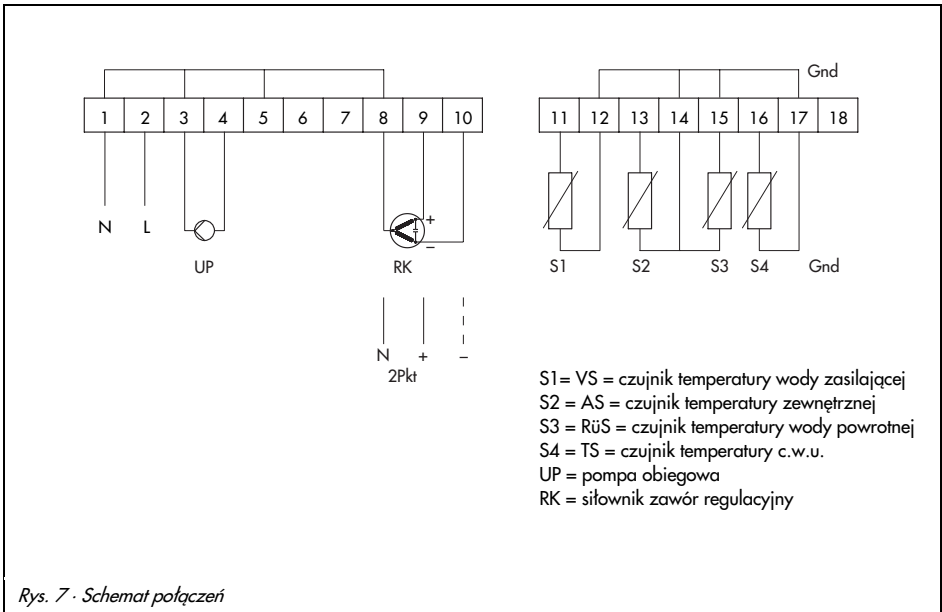 Gnd
1 2 3 4 5 6 7 8 9 10
11 12 13 14 15 16 17 18
N L
UP
+
–
RK
S1 S2 S3 S4 Gnd
N + –
2Pkt
S1= VS = czujnik temperatury wody zasilającej
S2 = AS = czujnik temperatury zewnętrznej
S3 = RüS = czujnik temperatury wody powrotnej
S4 = TS = czujnik temperatury c.w.u.
UP = pompa obiegowa
RK = siłownik zawór regulacyjny
Rys. 7 · Schemat połączeń